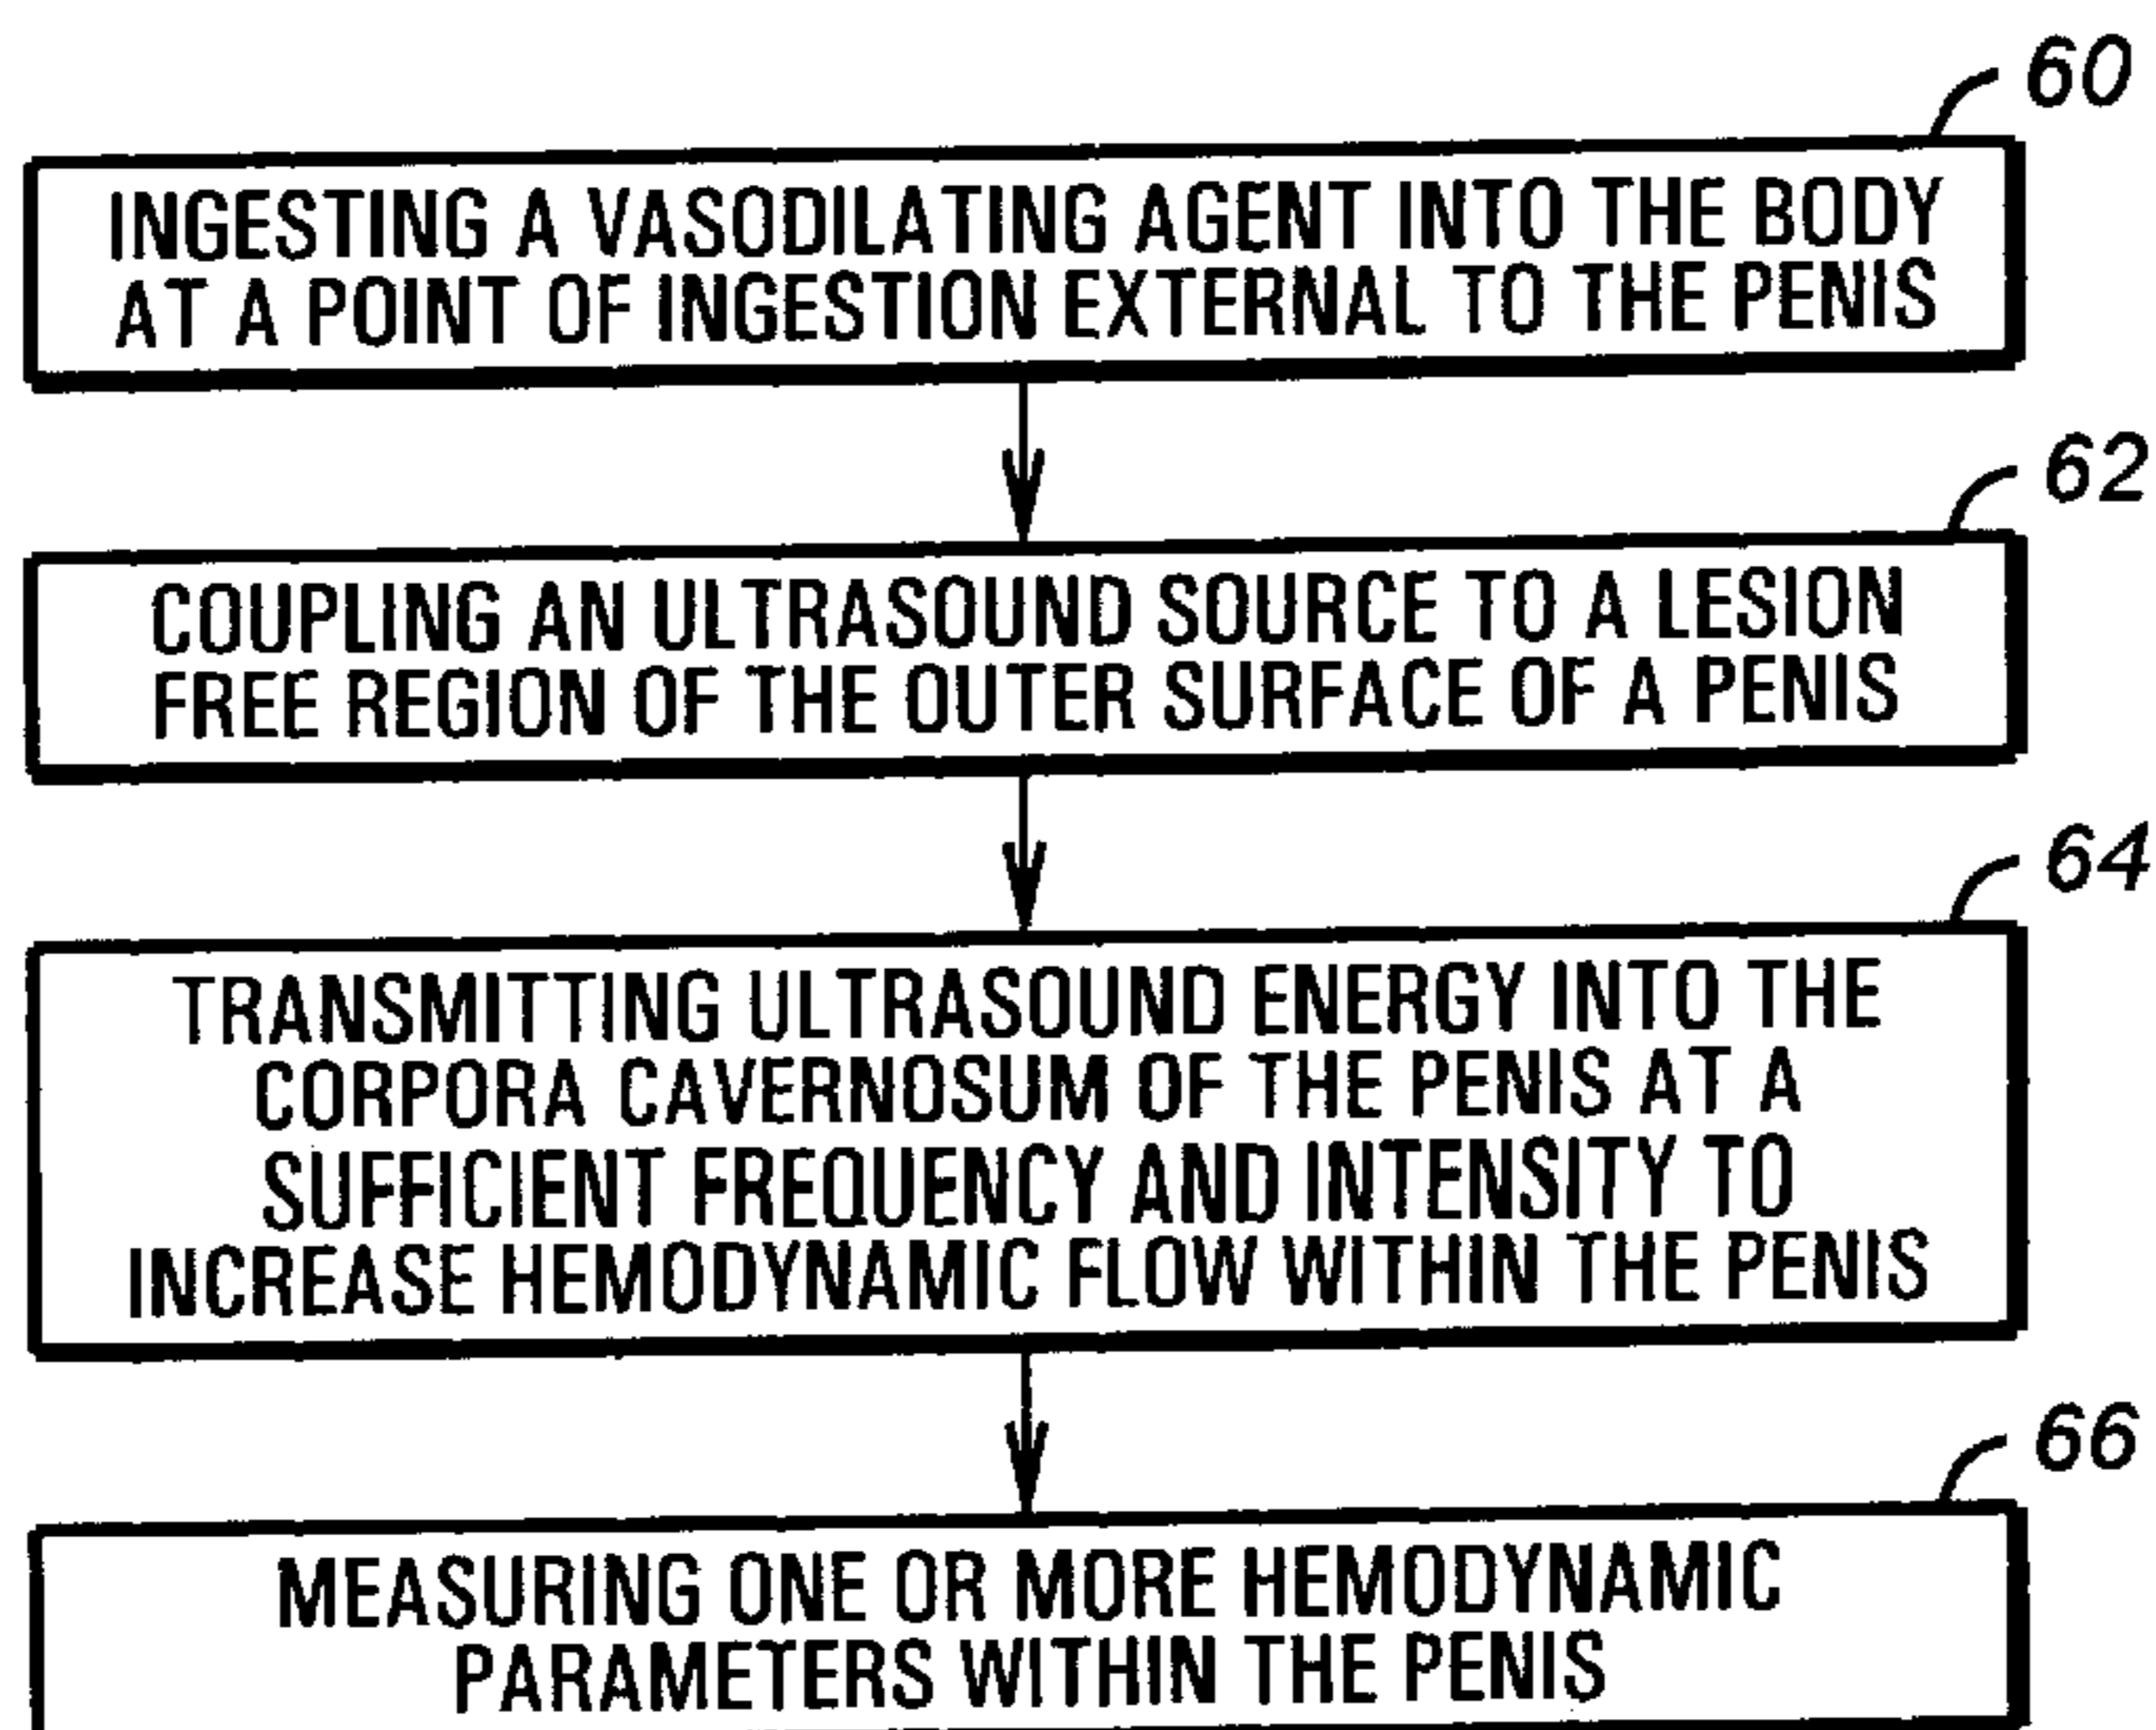 60
INGESTING A VASODILATING AGENT INTO THE BODY
AT A POINT OF INGESTION EXTERNAL TO THE PENIS
62
COUPLING AN ULTRASOUND SOURCE TO A LESION
FREE REGION OF THE OUTER SURFACE OF A PENIS
64
TRANSMITTING ULTRASOUND ENERGY INTO THE
CORPORA CAVERNOSUM OF THE PENIS AT A
SUFFICIENT FREQUENCY AND INTENSITY TO
INCREASE HEMODYNAMIC FLOW WITHIN THE PENIS
66
MEASURING ONE OR MORE HEMODYNAMIC
PARAMETERS WITHIN THE PENIS